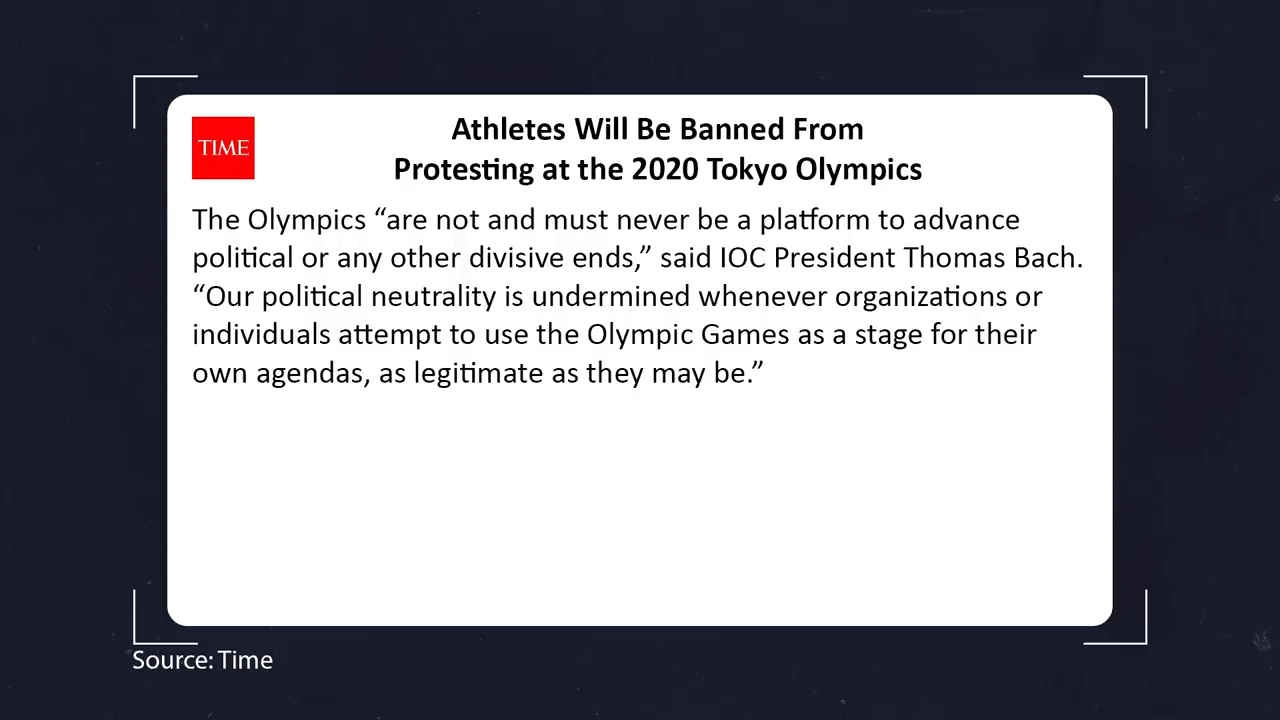 TIME
Athletes Will Be Banned From
Protesting at the 2020 Tokyo Olympics
The Olympics “are not and must never be a platform to advance
political or any other divisive ends,” said IOC President Thomas Bach.
“Our political neutrality is undermined whenever organizations or
individuals attempt to use the Olympic Games as a stage for their
own agendas, as legitimate as they may be.”
Source: Time